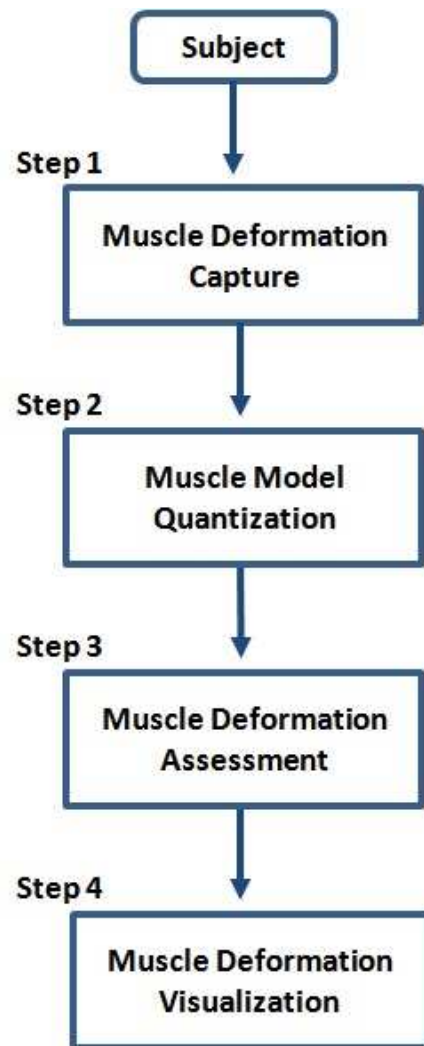 Subject
Step 1
Muscle Deformation
Capture
Step 2
Muscle Model
Quantization
Step 3
Muscle Deformation
Assessment
Step 4
Muscle Deformation
Visualization